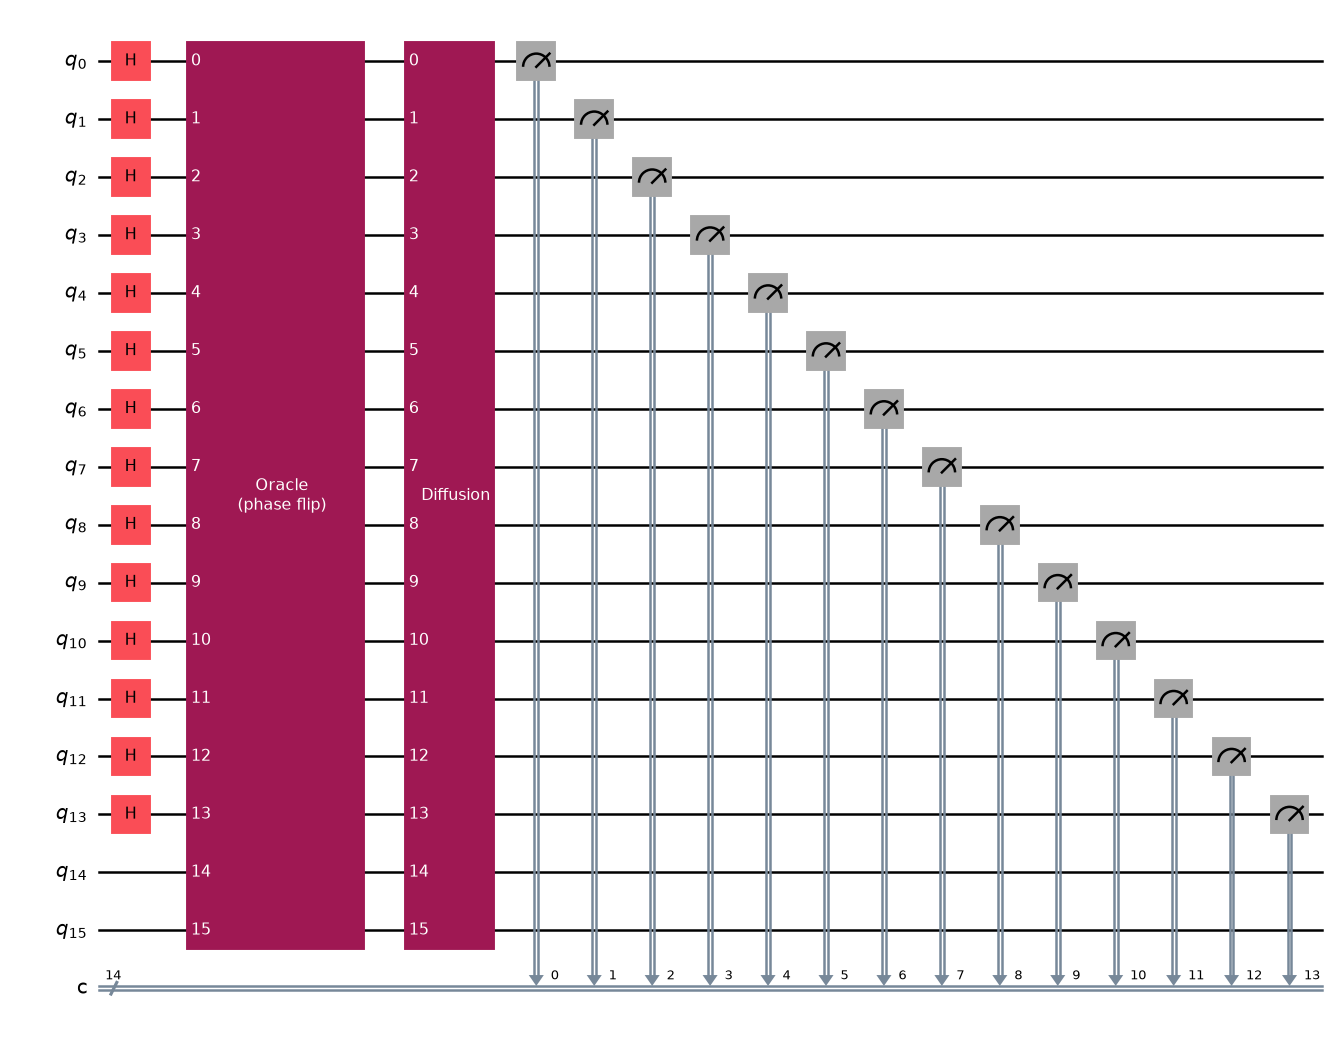 q0 H 0 0
q1 H 1 1
q2 H 2 2
q3 H 3 3
q4 H 4 4
q5 H 5 5
q6 H 6 6
q7 H 7 7
Oracle
(phase flip)
Diffusion
q8 H 8 8
q9 H 9 9
q10 H 10 10
q11 H 11 11
q12 H 12 12
q13 H 13 13
q14 14 14
q15 15 15
14 0 1 2 3 4 5 6 7 8 9 10 11 12 13
c